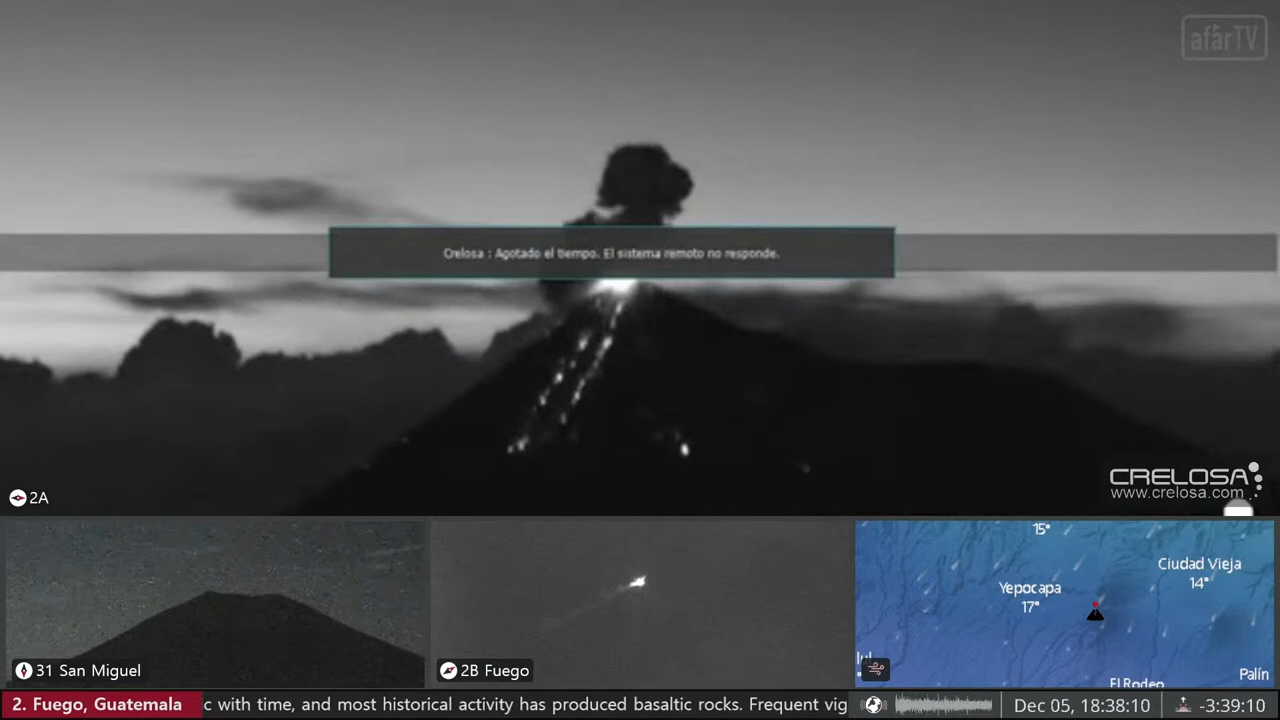 afarTV
Crelosa : Agotado el tiempo. El sistema remoto no responde.
2A
CRELOSA
www.crelosa.com
31 San Miguel
2B Fuego
15°
Ciudad Vieja
14°
Yepocapa
17°
Palín
El Rodeo
2. Fuego, Guatemala
c with time, and most historical activity has produced basaltic rocks. Frequent vig
Dec 05, 18:38:10
-3:39:10